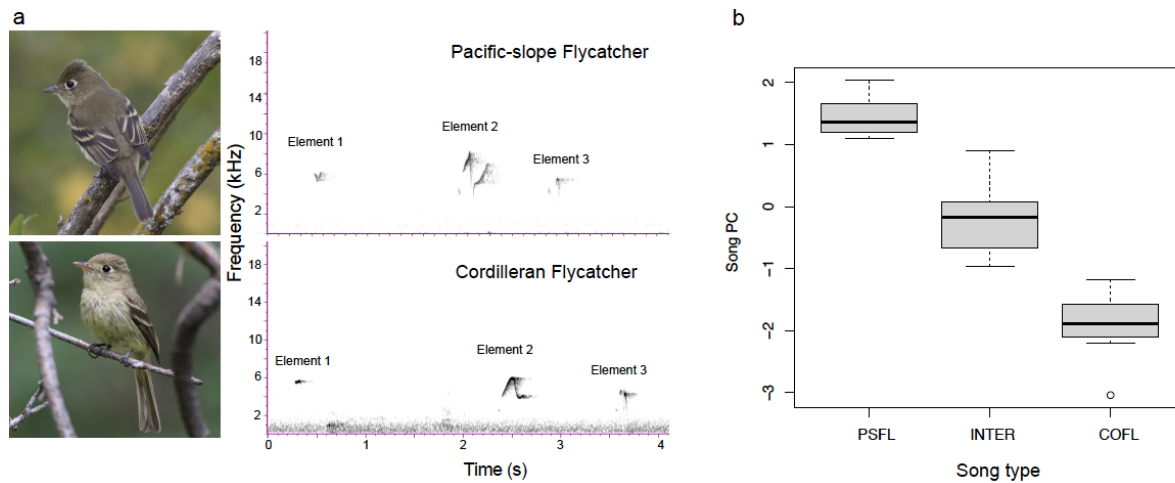 a
Pacific-slope Flycatcher
18
14
10
6
2
Element 1
Element 2
Element 3
Frequency (kHz)
Cordilleran Flycatcher
18
14
10
6
2
Element 1
Element 2
Element 3
0 1 2 3 4
Time (s)
b
Song PC
2
1
0
−1
−2
−3
PSFL INTER COFL
Song type